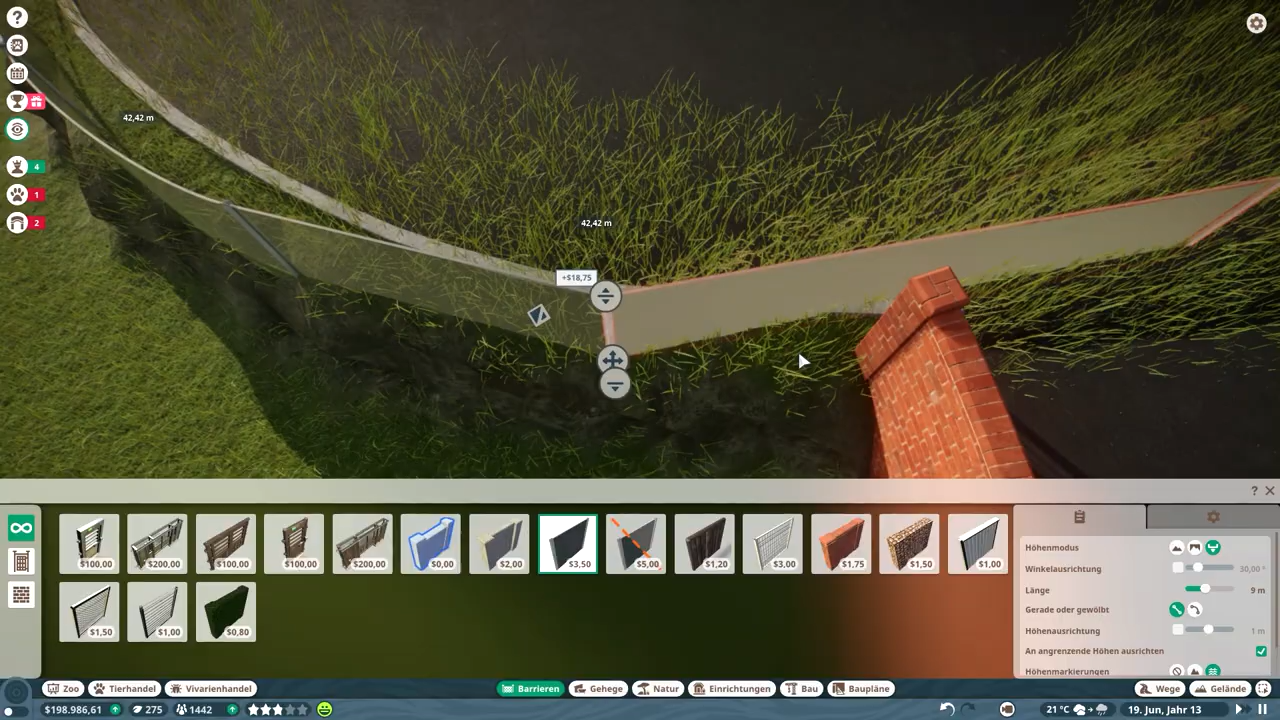 ?
4
1
2
42,42 m
42,42 m
+$18,75
?
$100,00
$200,00
$100,00
$100,00
$200,00
$0,00
$2,00
$3,50
$5,00
$1,20
$3,00
$1,75
$1,50
$1,00
$1,50
$1,00
$0,80
Höhenmodus
Winkelausrichtung
30,00 °
Länge
9 m
Gerade oder gewölbt
Höhenausrichtung
1 m
An angrenzende Höhen ausrichten
Höhenmarkierungen
Zoo
Tierhandel
Vivarienhandel
Barrieren
Gehege
Natur
Einrichtungen
Bau
Baupläne
Wege
Gelände
$198.986,61
275
1442
21 °C
19. Jun, Jahr 13